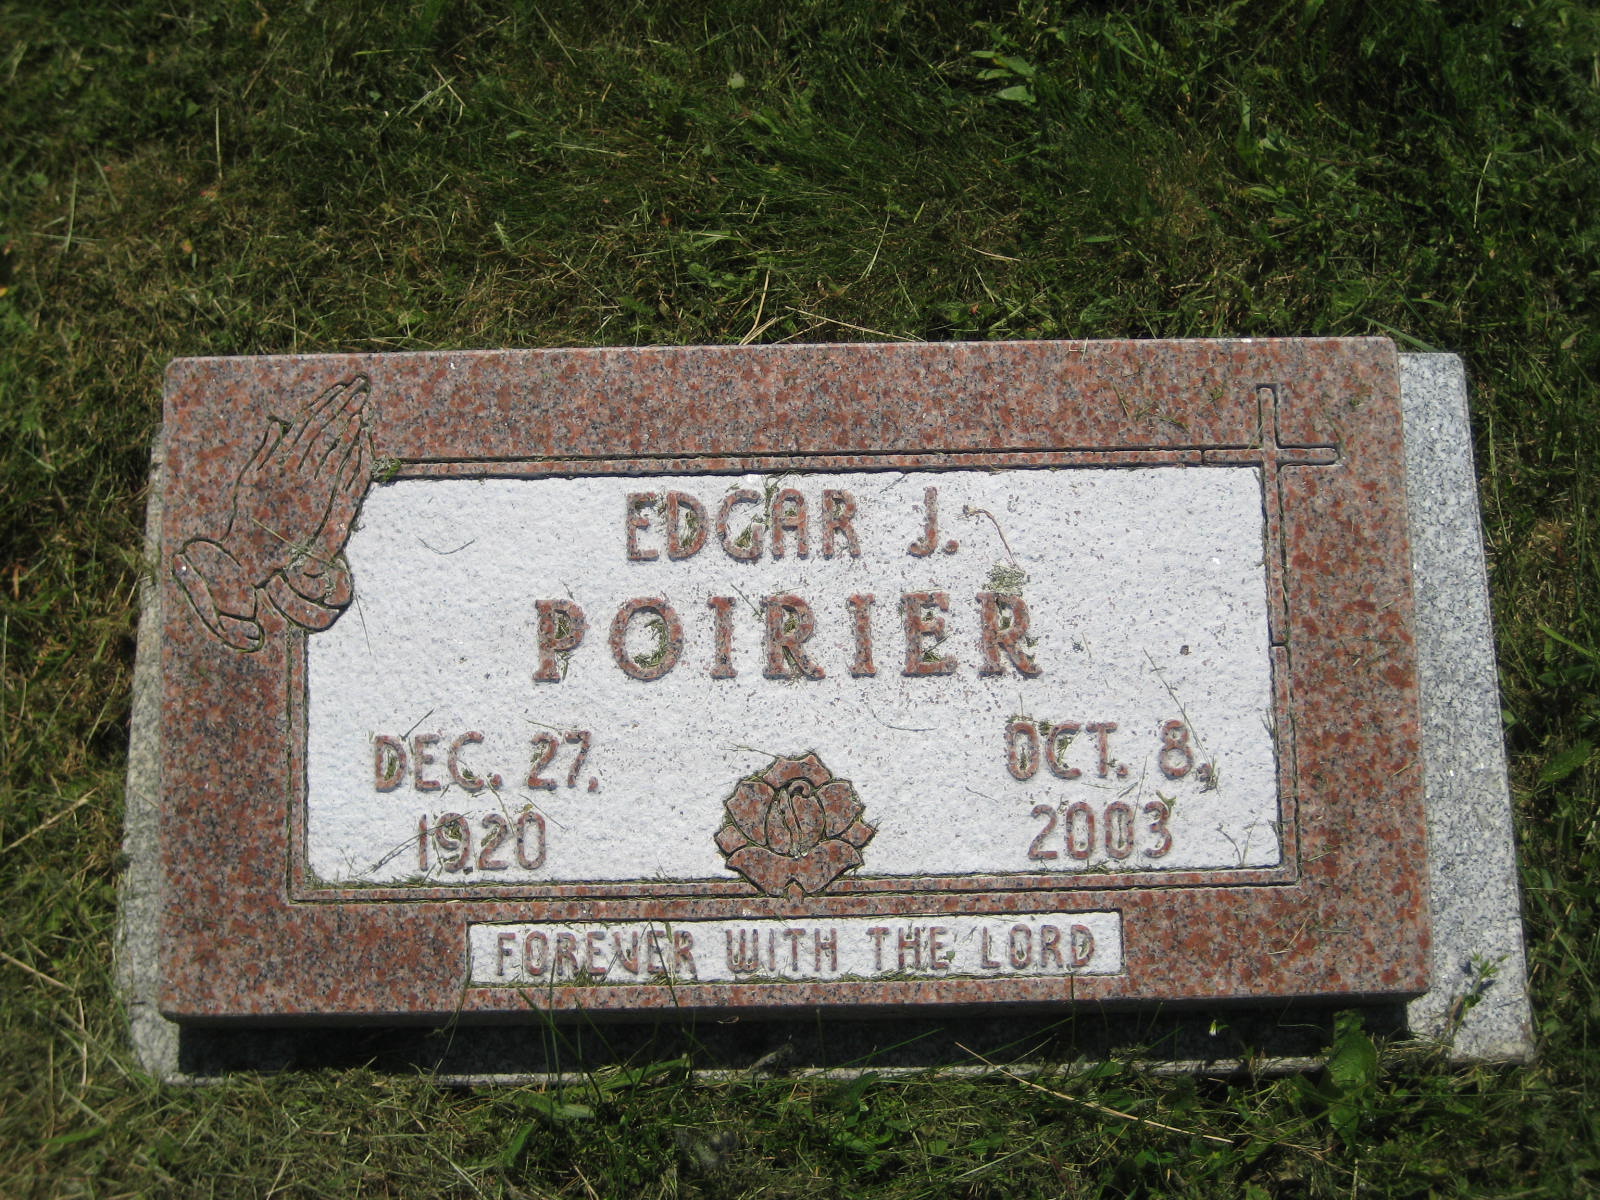 EDGAR J.
POIRIER
DEC. 27,
1920
OCT. 8,
2003
FOREVER WITH THE LORD